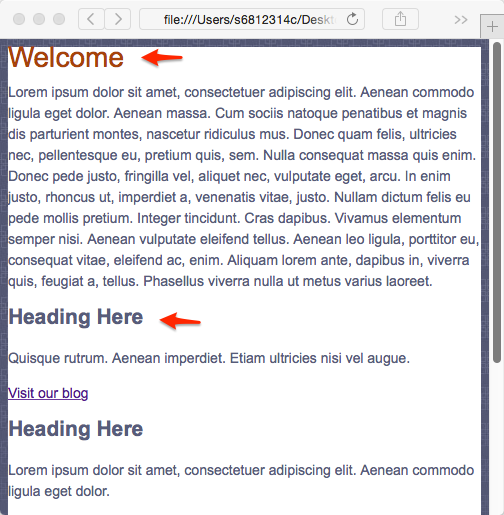 file:///Users/s6812314c/Deskt
Welcome
Lorem ipsum dolor sit amet, consectetuer adipiscing elit. Aenean commodo
ligula eget dolor. Aenean massa. Cum sociis natoque penatibus et magnis
dis parturient montes, nascetur ridiculus mus. Donec quam felis, ultricies
nec, pellentesque eu, pretium quis, sem. Nulla consequat massa quis enim.
Donec pede justo, fringilla vel, aliquet nec, vulputate eget, arcu. In enim
justo, rhoncus ut, imperdiet a, venenatis vitae, justo. Nullam dictum felis eu
pede mollis pretium. Integer tincidunt. Cras dapibus. Vivamus elementum
semper nisi. Aenean vulputate eleifend tellus. Aenean leo ligula, porttitor eu,
consequat vitae, eleifend ac, enim. Aliquam lorem ante, dapibus in, viverra
quis, feugiat a, tellus. Phasellus viverra nulla ut metus varius laoreet.
Heading Here
Quisque rutrum. Aenean imperdiet. Etiam ultricies nisi vel augue.
Visit our blog
Heading Here
Lorem ipsum dolor sit amet, consectetuer adipiscing elit. Aenean commodo
ligula eget dolor.